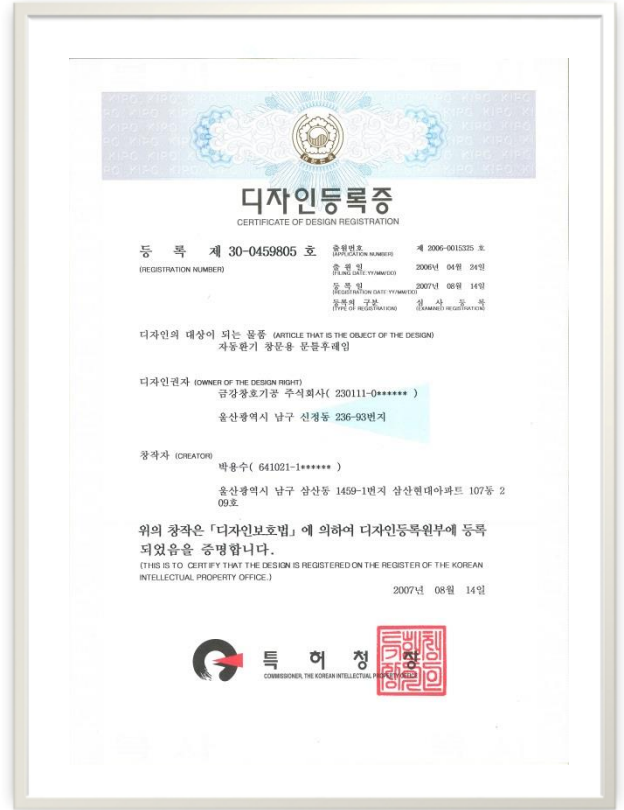 디자인등록증
CERTIFICATE OF DESIGN REGISTRATION
등 록 제 30-0459805 호
(REGISTRATION NUMBER)
출원번호 제 2006-0015325 호
(APPLICATION NUMBER)
출 원 일 2006년 04월 24일
(FILING DATE:YY/MM/DD)
등 록 일 2007년 08월 14일
(REGISTRATION DATE:YY/MM/DD)
등록의 구분 심 사 등 록
(TYPE OF REGISTRATION) (EXAMINED REGISTRATION)
디자인의 대상이 되는 물품 (ARTICLE THAT IS THE OBJECT OF THE DESIGN)
자동환기 창문용 문틀후레임
디자인권자 (OWNER OF THE DESIGN RIGHT)
금강창호기공 주식회사( 230111-0****** )
울산광역시 남구 신정동 236-93번지
창작자 (CREATOR)
박용수( 641021-1****** )
울산광역시 남구 삼산동 1459-1번지 삼산현대아파트 107동 2
09호
위의 창작은 「디자인보호법」에 의하여 디자인등록원부에 등록
되었음을 증명합니다.
(THIS IS TO CERTIFY THAT THE DESIGN IS REGISTERED ON THE REGISTER OF THE KOREAN
INTELLECTUAL PROPERTY OFFICE.)
2007년 08월 14일
특 허 청 장
COMMISSIONER, THE KOREAN INTELLECTUAL PROPERTY OFFICE